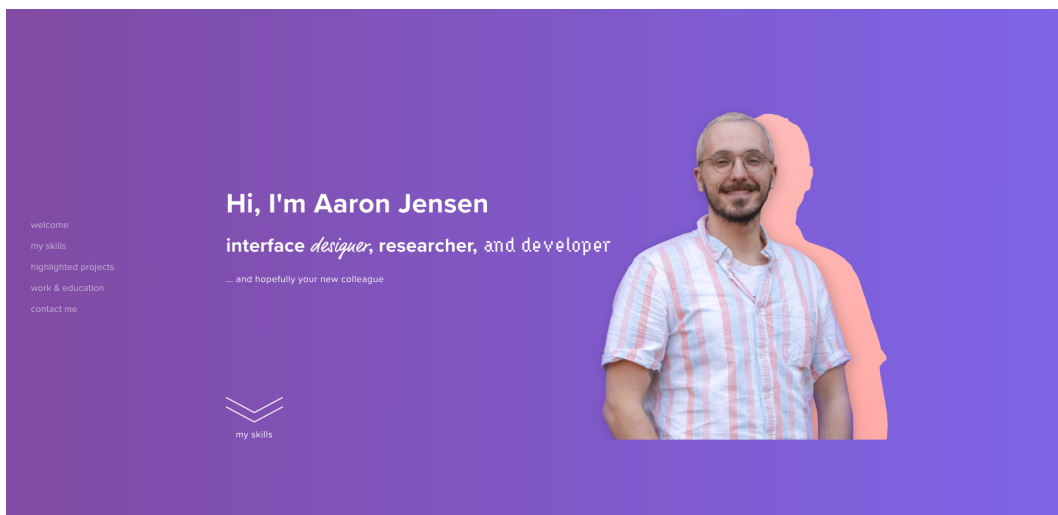 welcome
my skills
highlighted projects
work & education
contact me
Hi, I'm Aaron Jensen
interface designer, researcher, and developer
... and hopefully your new colleague
my skills